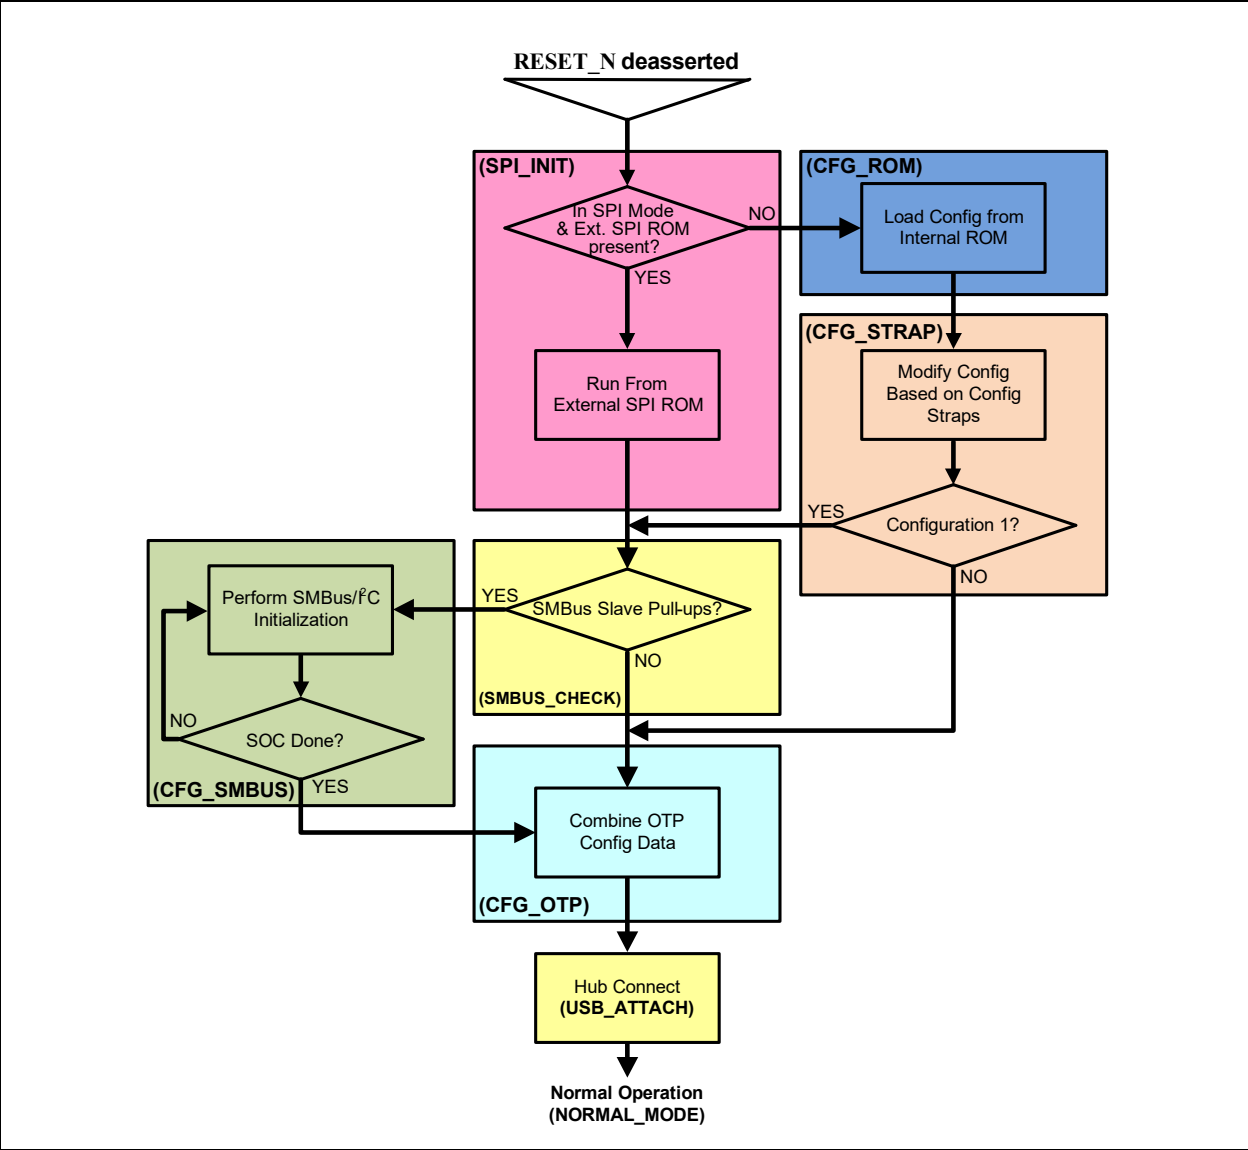 RESET_N deasserted
(SPI_INIT)
(CFG_ROM)
In SPI Mode
& Ext. SPI ROM
present?
NO
YES
Load Config from
Internal ROM
(CFG_STRAP)
Run From
External SPI ROM
Modify Config
Based on Config
Straps
YES
Configuration 1?
NO
Perform SMBus/I²C
Initialization
YES
SMBus Slave Pull-ups?
NO
(SMBUS_CHECK)
NO
SOC Done?
YES
(CFG_SMBUS)
Combine OTP
Config Data
(CFG_OTP)
Hub Connect
(USB_ATTACH)
Normal Operation
(NORMAL_MODE)